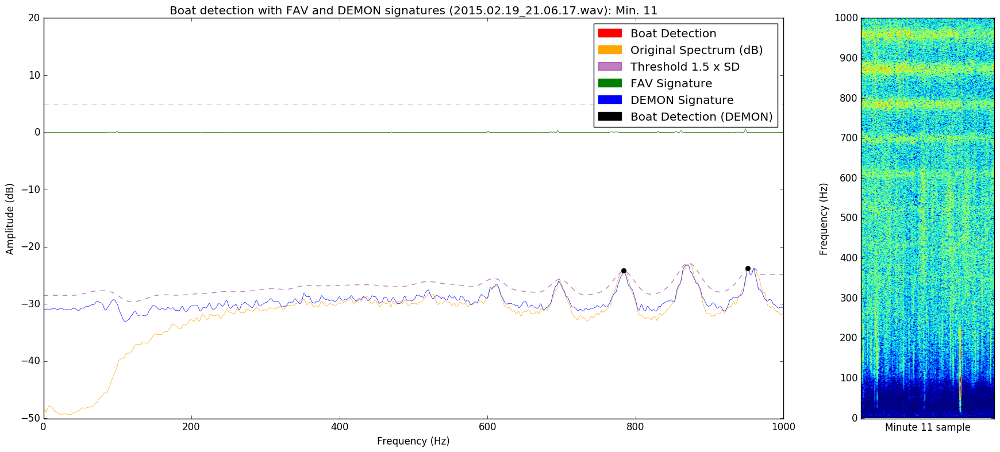 Boat detection with FAV and DEMON signatures (2015.02.19_21.06.17.wav): Min. 11
Boat Detection
Original Spectrum (dB)
Threshold 1.5 x SD
FAV Signature
DEMON Signature
Boat Detection (DEMON)
Amplitude (dB)
20
10
0
−10
−20
−30
−40
−50
0
200
400
600
800
1000
Frequency (Hz)
Frequency (Hz)
1000
900
800
700
600
500
400
300
200
100
0
Minute 11 sample